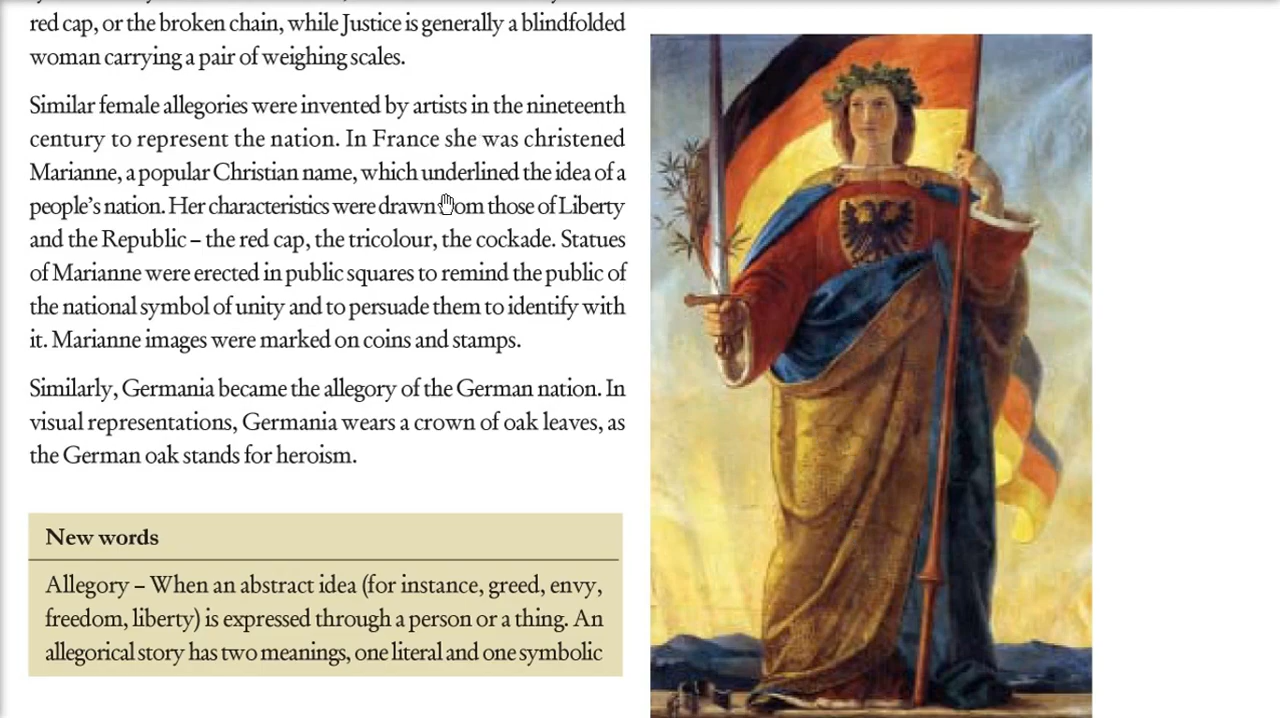 red cap, or the broken chain, while Justice is generally a blindfolded
woman carrying a pair of weighing scales.
Similar female allegories were invented by artists in the nineteenth
century to represent the nation. In France she was christened
Marianne, a popular Christian name, which underlined the idea of a
people's nation. Her characteristics were drawn om those of Liberty
and the Republic – the red cap, the tricolour, the cockade. Statues
of Marianne were erected in public squares to remind the public of
the national symbol of unity and to persuade them to identify with
it. Marianne images were marked on coins and stamps.
Similarly, Germania became the allegory of the German nation. In
visual representations, Germania wears a crown of oak leaves, as
the German oak stands for heroism.
New words
Allegory – When an abstract idea (for instance, greed, envy,
freedom, liberty) is expressed through a person or a thing. An
allegorical story has two meanings, one literal and one symbolic